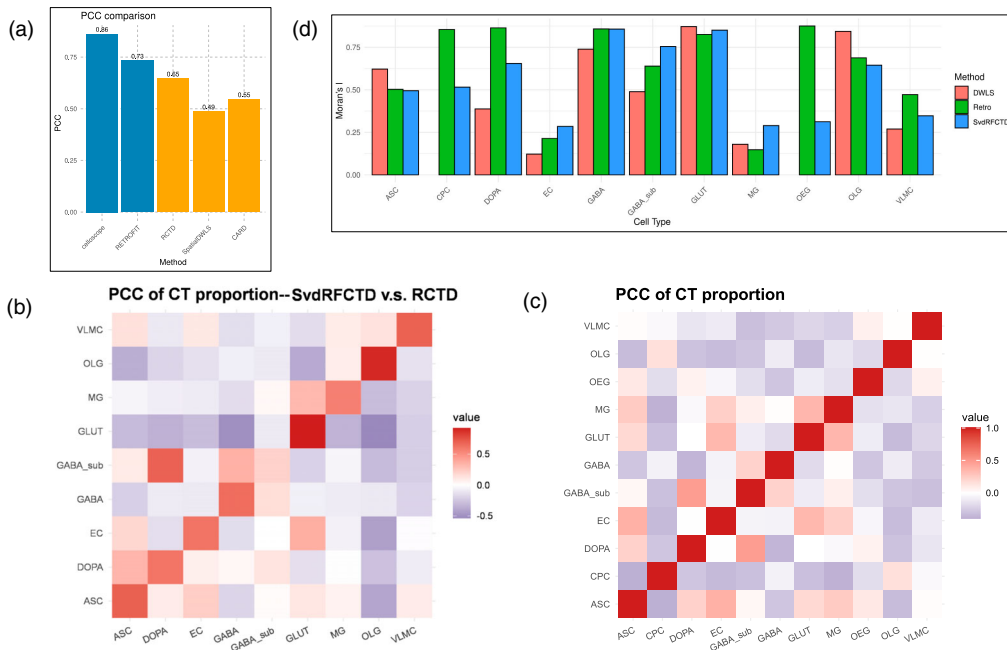 (a)
PCC comparison
0.86
0.73
0.65
0.49
0.55
0.75
0.50
0.25
0.00
PCC
celloscope
RETROFIT
RCTD
SpatialDWLS
CARD
Method
(d)
0.75
0.50
0.25
0.00
Moran's I
ASC
CPC
DOPA
EC
GABA
GABA_sub
GLUT
MG
OEG
OLG
VLMC
Cell Type
Method
DWLS
Retro
SvdRFCTD
(b)
PCC of CT proportion--SvdRFCTD v.s. RCTD
VLMC
OLG
MG
GLUT
GABA_sub
GABA
EC
DOPA
ASC
ASC
DOPA
EC
GABA
GABA_sub
GLUT
MG
OLG
VLMC
value
0.5
0.0
-0.5
(c)
PCC of CT proportion
VLMC
OLG
OEG
MG
GLUT
GABA
GABA_sub
EC
DOPA
CPC
ASC
ASC
CPC
DOPA
EC
GABA_sub
GABA
GLUT
MG
OEG
OLG
VLMC
value
1.0
0.5
0.0